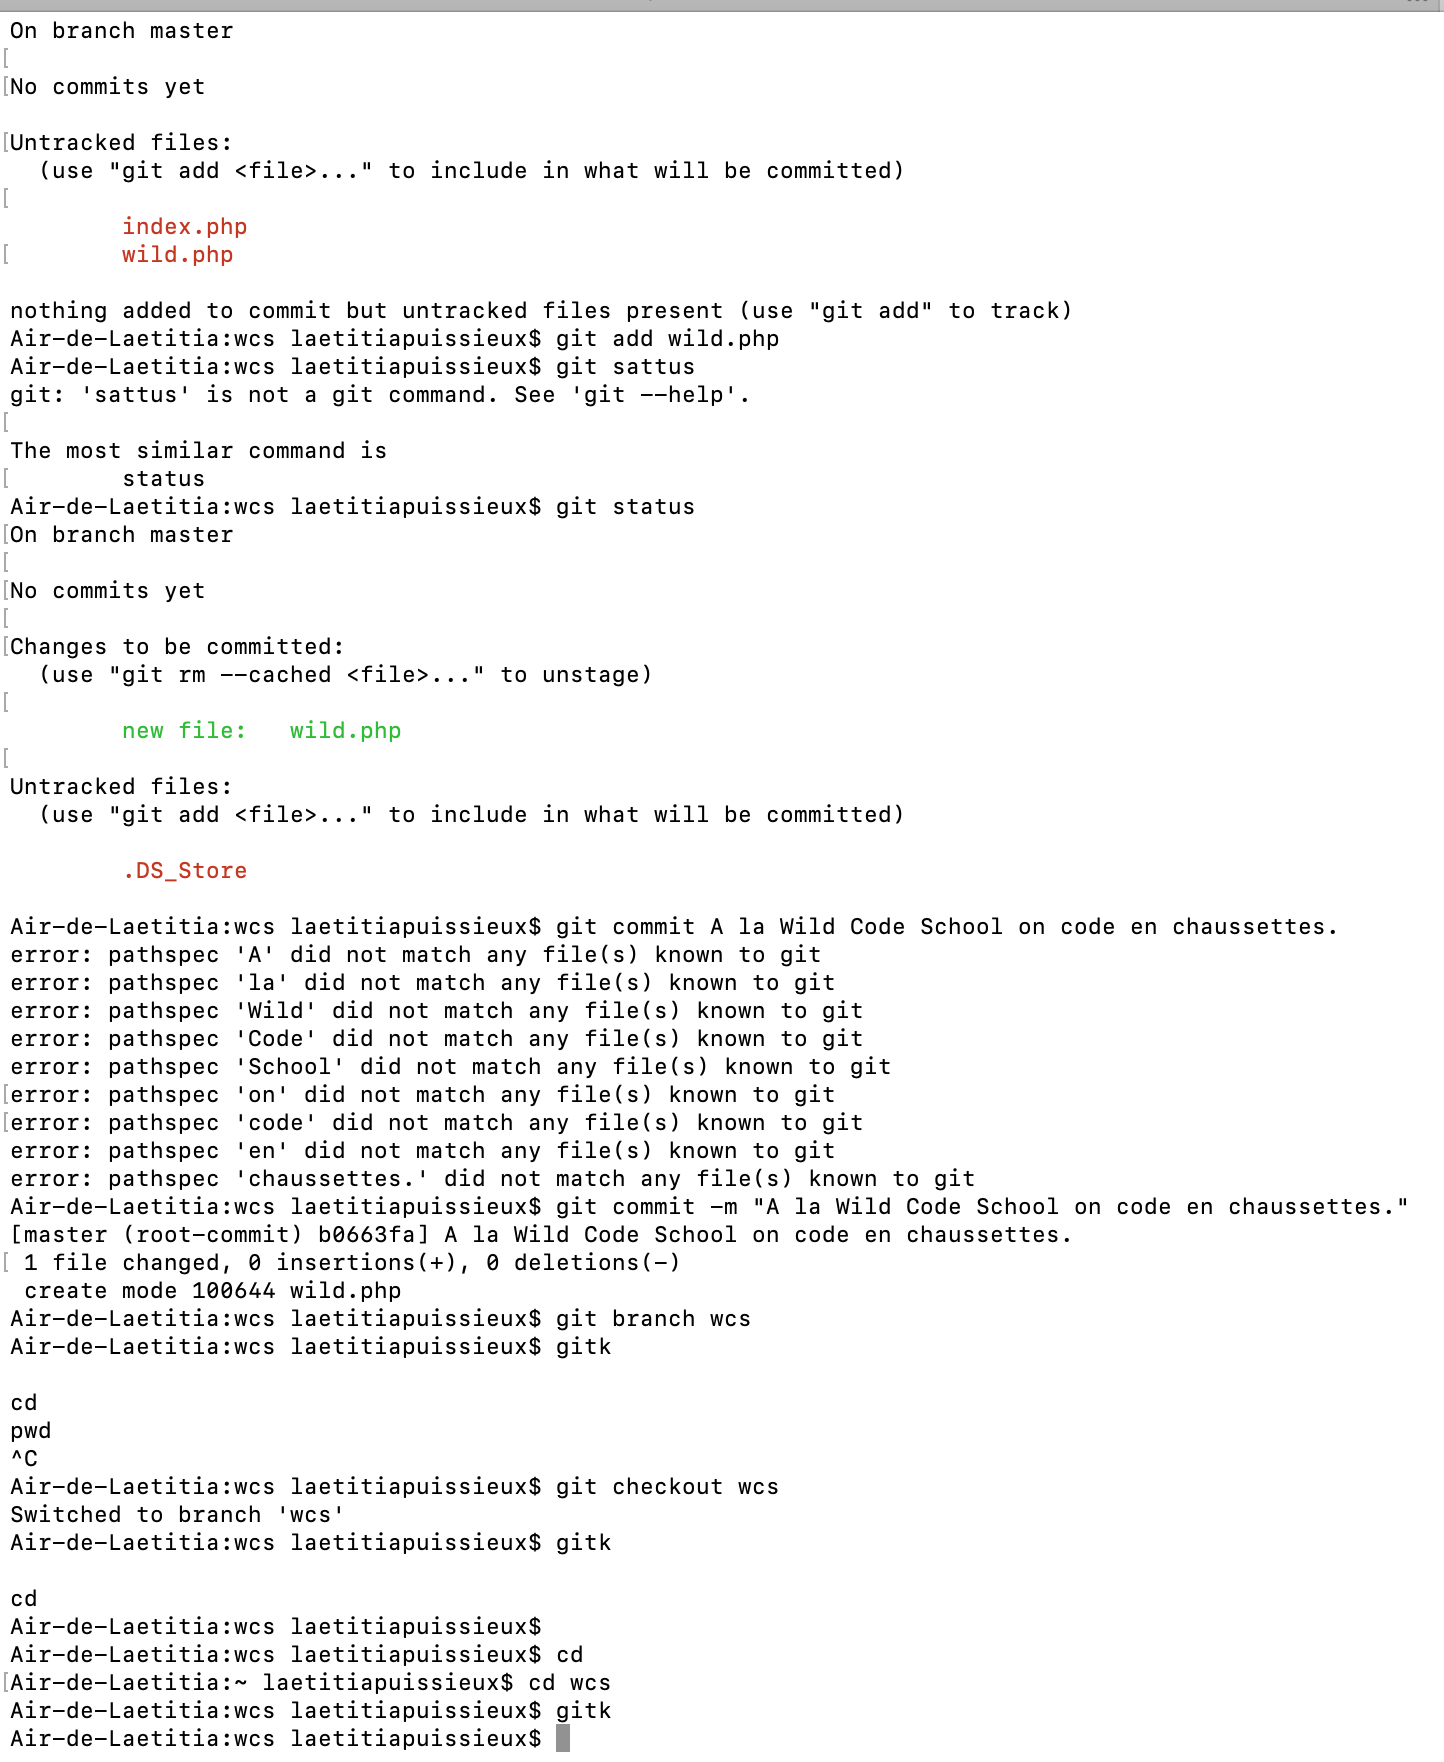 On branch master
[
[No commits yet
[Untracked files:
  (use "git add <file>..." to include in what will be committed)
[
        index.php
[        wild.php
nothing added to commit but untracked files present (use "git add" to track)
Air-de-Laetitia:wcs laetitiapuissieux$ git add wild.php
Air-de-Laetitia:wcs laetitiapuissieux$ git sattus
git: 'sattus' is not a git command. See 'git --help'.
[
The most similar command is
[        status
Air-de-Laetitia:wcs laetitiapuissieux$ git status
[On branch master
[
[No commits yet
[
[Changes to be committed:
  (use "git rm --cached <file>..." to unstage)
[
        new file:   wild.php
[
Untracked files:
  (use "git add <file>..." to include in what will be committed)
        .DS_Store
Air-de-Laetitia:wcs laetitiapuissieux$ git commit A la Wild Code School on code en chaussettes.
error: pathspec 'A' did not match any file(s) known to git
error: pathspec 'la' did not match any file(s) known to git
error: pathspec 'Wild' did not match any file(s) known to git
error: pathspec 'Code' did not match any file(s) known to git
error: pathspec 'School' did not match any file(s) known to git
[error: pathspec 'on' did not match any file(s) known to git
[error: pathspec 'code' did not match any file(s) known to git
error: pathspec 'en' did not match any file(s) known to git
error: pathspec 'chaussettes.' did not match any file(s) known to git
Air-de-Laetitia:wcs laetitiapuissieux$ git commit -m "A la Wild Code School on code en chaussettes."
[master (root-commit) b0663fa] A la Wild Code School on code en chaussettes.
[ 1 file changed, 0 insertions(+), 0 deletions(-)
 create mode 100644 wild.php
Air-de-Laetitia:wcs laetitiapuissieux$ git branch wcs
Air-de-Laetitia:wcs laetitiapuissieux$ gitk
cd
pwd
^C
Air-de-Laetitia:wcs laetitiapuissieux$ git checkout wcs
Switched to branch 'wcs'
Air-de-Laetitia:wcs laetitiapuissieux$ gitk
cd
Air-de-Laetitia:wcs laetitiapuissieux$
Air-de-Laetitia:wcs laetitiapuissieux$ cd
[Air-de-Laetitia:~ laetitiapuissieux$ cd wcs
Air-de-Laetitia:wcs laetitiapuissieux$ gitk
Air-de-Laetitia:wcs laetitiapuissieux$